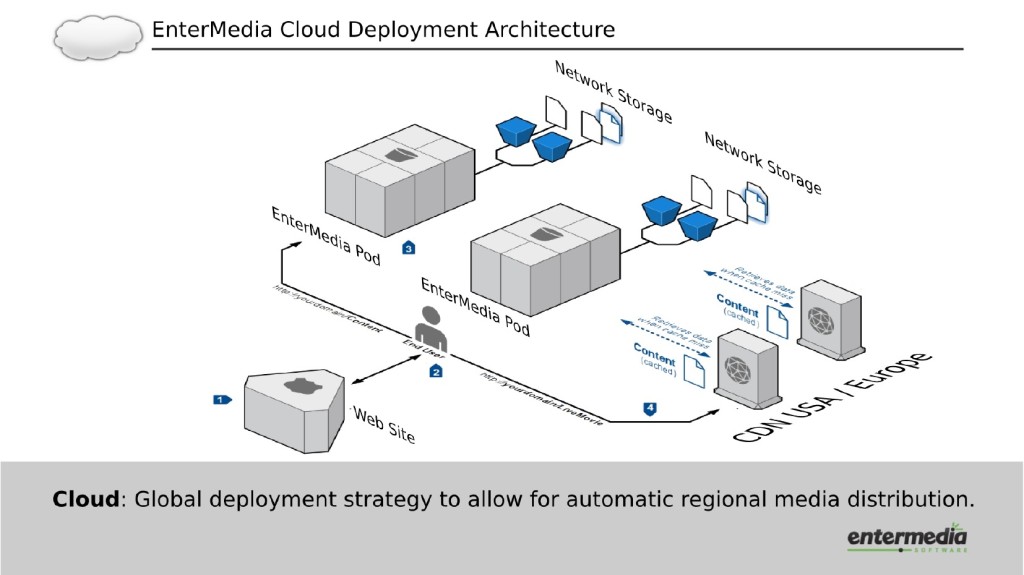 EnterMedia Cloud Deployment Architecture
Network Storage
Network Storage
EnterMedia Pod
3
EnterMedia Pod
http://yourdomain/Content
End User
2
1
Web Site
http://yourdomain/LiveMovie
4
Retrieves data
when cache miss
Content
(cached)
Retrieves data
when cache miss
Content
(cached)
CDN USA / Europe
Cloud: Global deployment strategy to allow for automatic regional media distribution.
entermedia
SOFTWARE